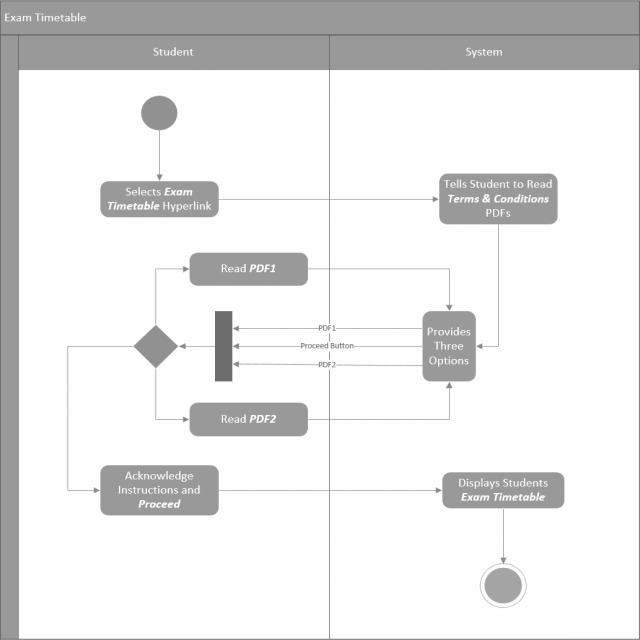 Exam Timetable
Student
System
Selects Exam
Timetable Hyperlink
Tells Student to Read
Terms & Conditions
PDFs
Read PDF1
PDF1
Proceed Button
PDF2
Provides
Three
Options
Read PDF2
Acknowledge
Instructions and
Proceed
Displays Students
Exam Timetable